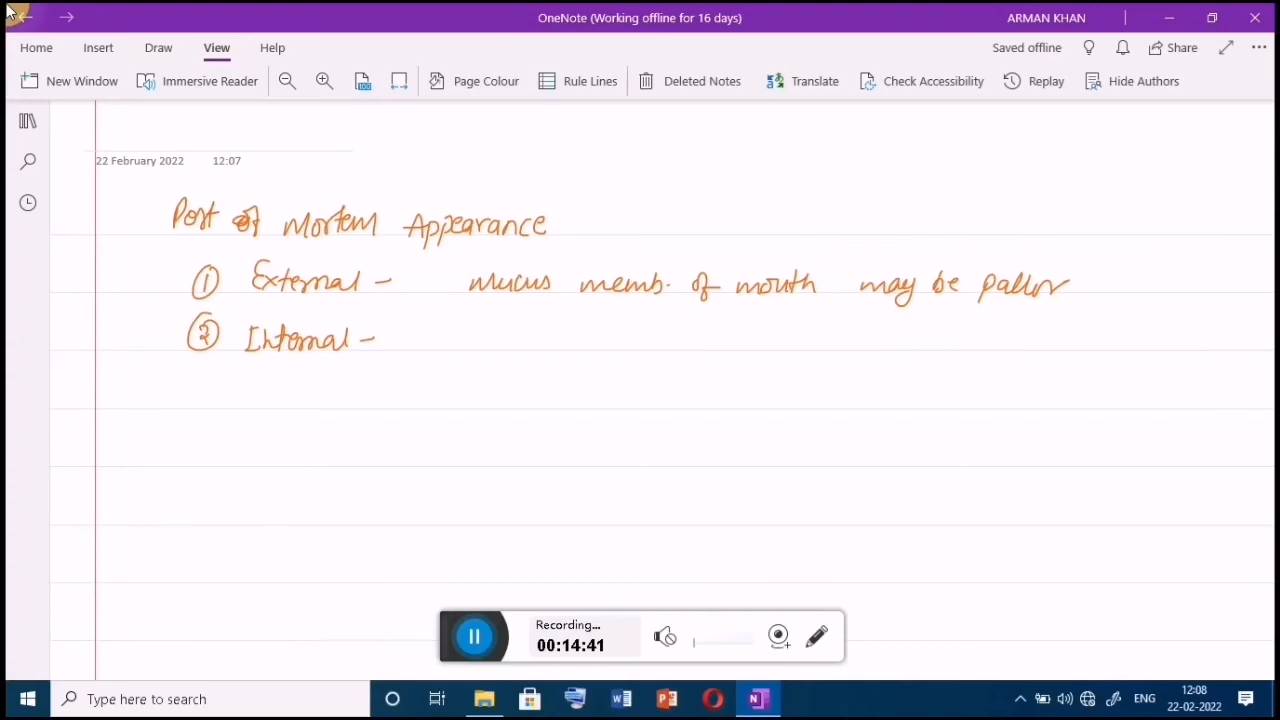 OneNote (Working offline for 16 days)
ARMAN KHAN
Home Insert Draw View Help
Saved offline Share
New Window Immersive Reader 100 Page Colour Rule Lines Deleted Notes Translate Check Accessibility Replay Hide Authors
22 February 2022 12:07
Post of Mortem Appearance
① External - mucus memb. of mouth may be pallor
② Internal -
Recording...
00:14:41
Type here to search
ENG
12:08
22-02-2022